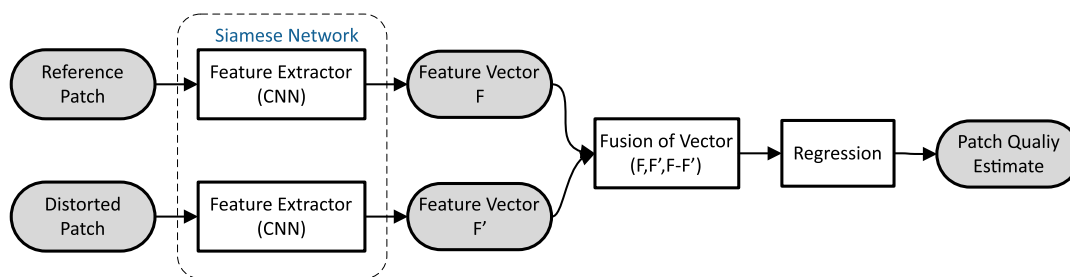 Siamese Network
Reference
Patch
Feature Extractor
(CNN)
Feature Vector
F
Distorted
Patch
Feature Extractor
(CNN)
Feature Vector
F’
Fusion of Vector
(F,F’,F-F’)
Regression
Patch Qualiy
Estimate